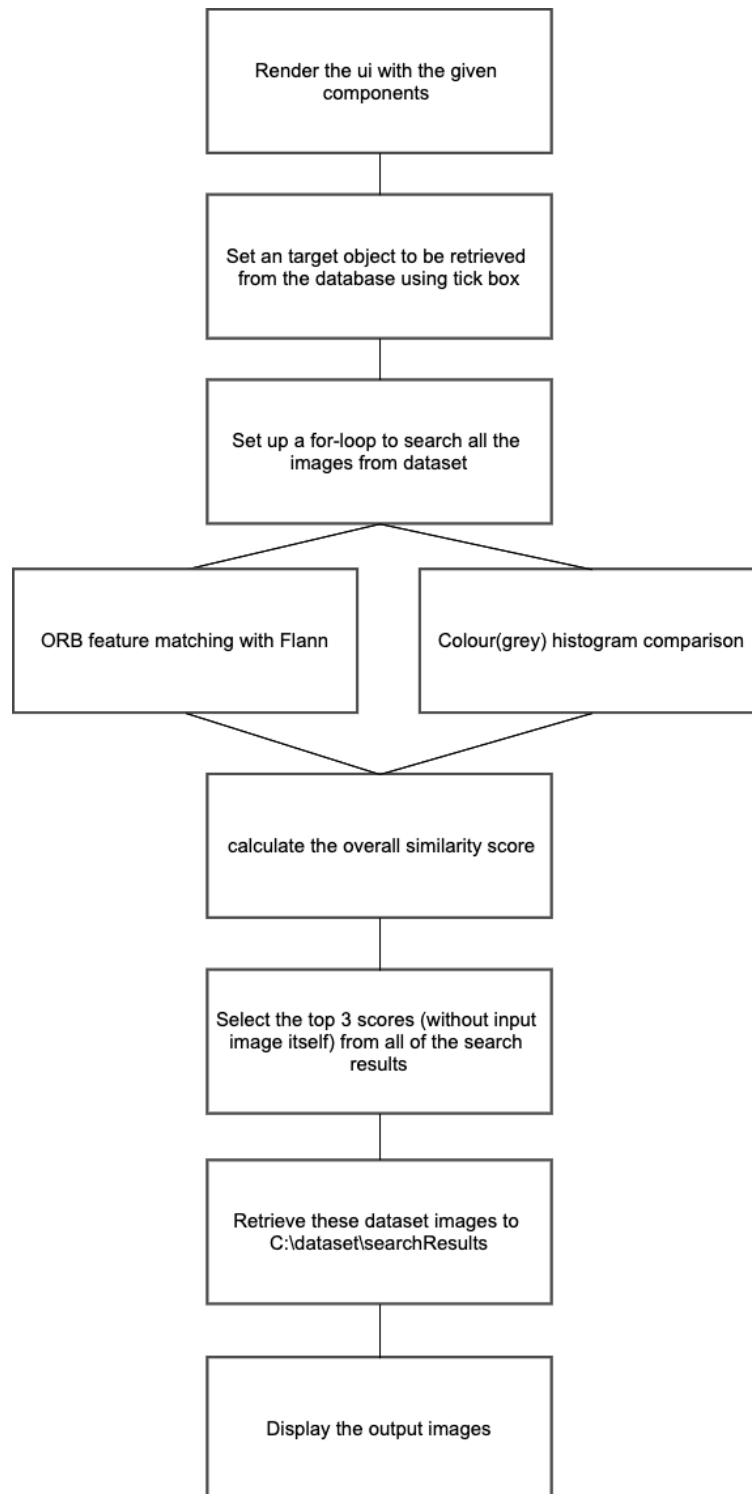 Render the ui with the given
components
Set an target object to be retrieved
from the database using tick box
Set up a for-loop to search all the
images from dataset
ORB feature matching with Flann
Colour(grey) histogram comparison
calculate the overall similarity score
Select the top 3 scores (without input
image itself) from all of the search
results
Retrieve these dataset images to
C:\dataset\searchResults
Display the output images